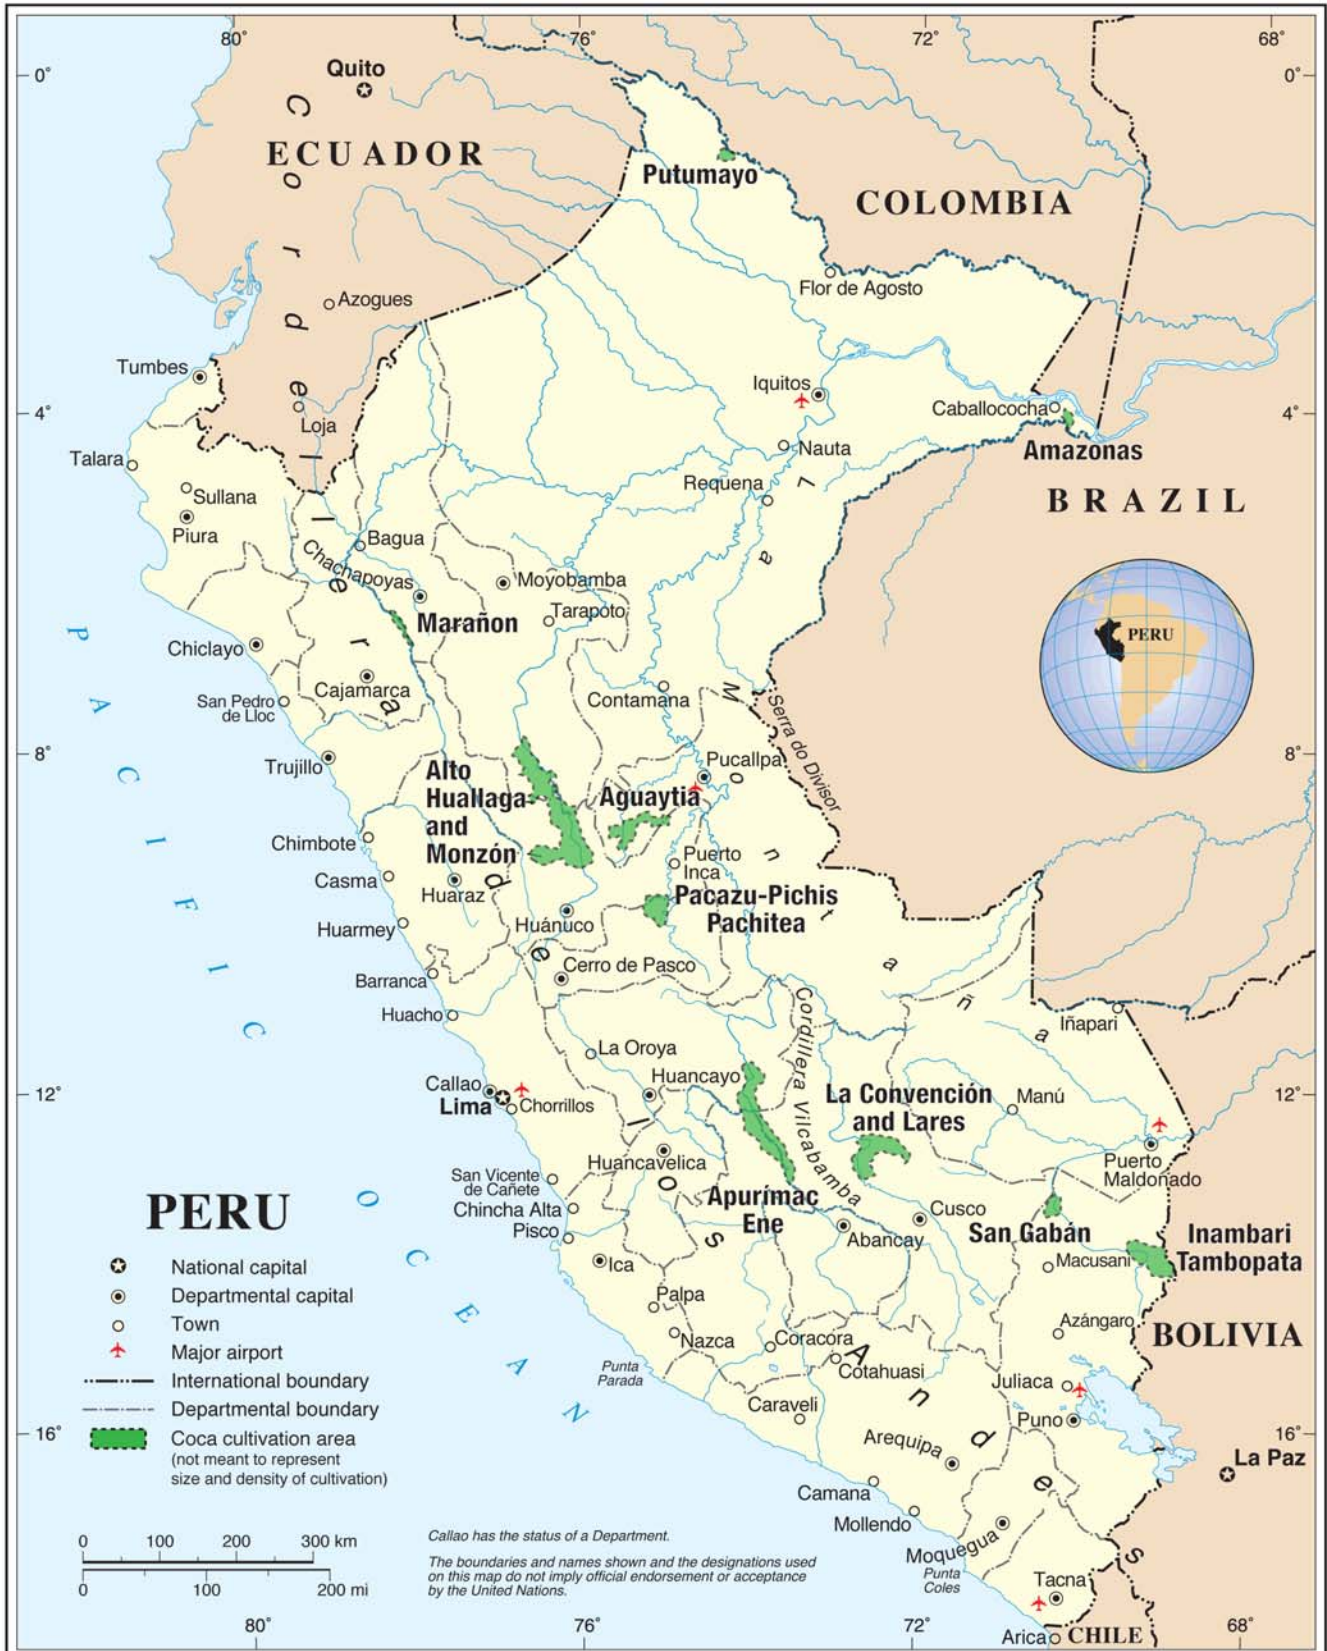 80°
76°
72°
68°
0°
Quito
0°
ECUADOR
Putumayo
COLOMBIA
Flor de Agosto
Azogues
Cordellera de los Andes
Tumbes
Iquitos
Caballococha
4°
Loja
4°
Nauta
Amazonas
Talara
Requena
Sullana
BRAZIL
Piura
Bagua
Chachapoyas
Moyobamba
Tarapoto
Marañon
La Montaña
PERU
Chiclayo
Cajamarca
Contamana
San Pedro
de Lloc
Serra do Divisor
8°
Trujillo
Pucallpa
8°
Alto
Huallaga
and
Monzón
Aguaytia
Chimbote
Puerto
Inca
Casma
Huaraz
Pacazu-Pichis
Pachitea
Huarmey
Huánuco
Cerro de Pasco
Barranca
Huacho
Iñapari
Cordillera Vilcabamba
La Oroya
Callao
Huancayo
La Convención
and Lares
Manú
12°
Lima
Chorrillos
12°
Huancavelica
Puerto
Maldonado
San Vicente
de Cañete
Chincha Alta
Apurímac
Ene
Cusco
San Gabán
Inambari
Tambopata
Pisco
Abancay
Macusani
Ica
Palpa
Azángaro
Nazca
Coracora
BOLIVIA
Cotahuasi
Punta
Parada
Juliaca
Caraveli
Puno
16°
Arequipa
16°
La Paz
Camana
Mollendo
Moquegua
Punta
Coles
Tacna
Arica
CHILE
PACIFIC OCEAN
PERU
National capital
Departmental capital
Town
Major airport
International boundary
Departmental boundary
Coca cultivation area
(not meant to represent
size and density of cultivation)
0 100 200 300 km
0 100 200 mi
Callao has the status of a Department.
The boundaries and names shown and the designations used
on this map do not imply official endorsement or acceptance
by the United Nations.
80°
76°
72°
68°